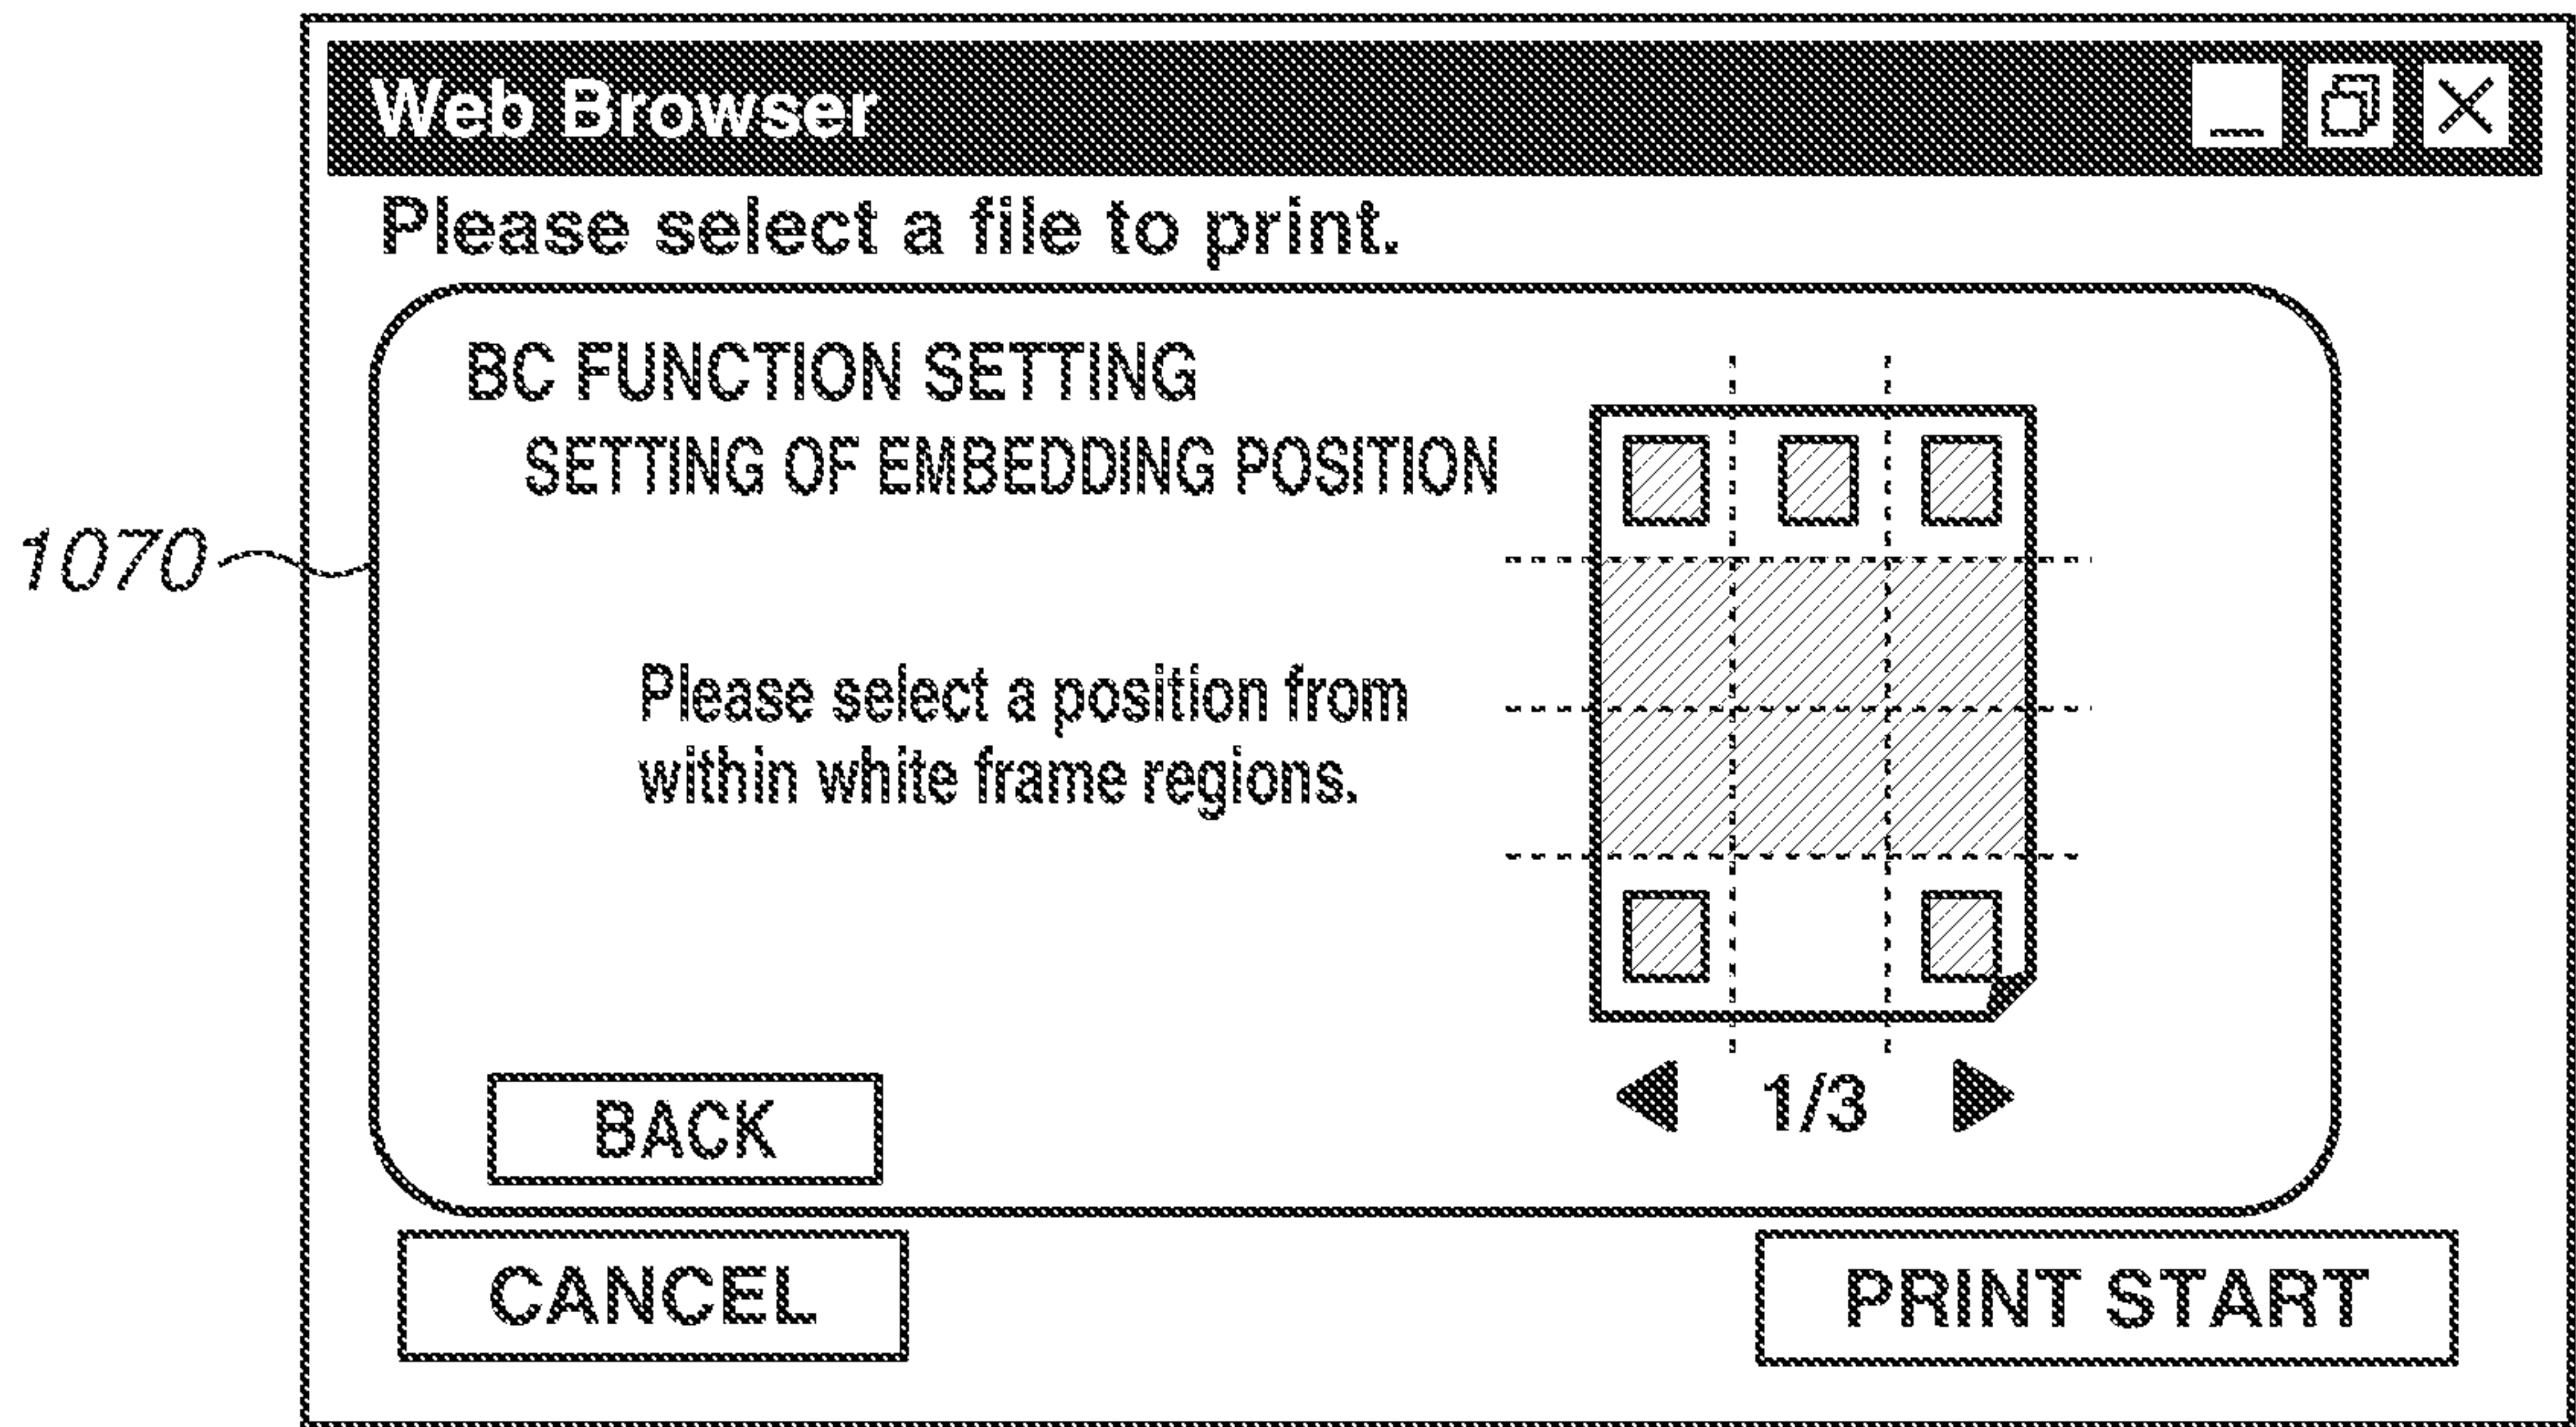 Web Browser
Please select a file to print.
BC FUNCTION SETTING
SETTING OF EMBEDDING POSITION
1070
Please select a position from
within white frame regions.
1/3
BACK
CANCEL
PRINT START